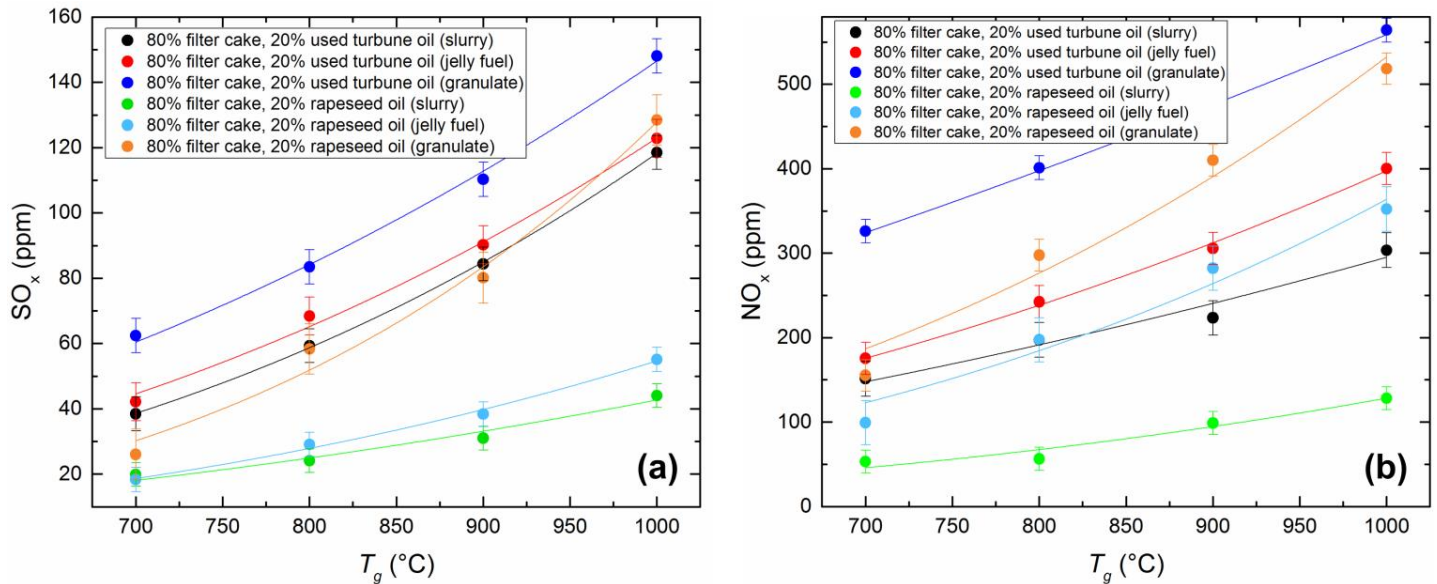 160
140
120
100
80
60
40
20
SOx (ppm)
80% filter cake, 20% used turbune oil (slurry)
80% filter cake, 20% used turbune oil (jelly fuel)
80% filter cake, 20% used turbune oil (granulate)
80% filter cake, 20% rapeseed oil (slurry)
80% filter cake, 20% rapeseed oil (jelly fuel)
80% filter cake, 20% rapeseed oil (granulate)
(a)
700 750 800 850 900 950 1000
Tg (°C)
500
400
300
200
100
0
NOx (ppm)
80% filter cake, 20% used turbune oil (slurry)
80% filter cake, 20% used turbune oil (jelly fuel)
80% filter cake, 20% used turbune oil (granulate)
80% filter cake, 20% rapeseed oil (slurry)
80% filter cake, 20% rapeseed oil (jelly fuel)
80% filter cake, 20% rapeseed oil (granulate)
(b)
700 750 800 850 900 950 1000
Tg (°C)